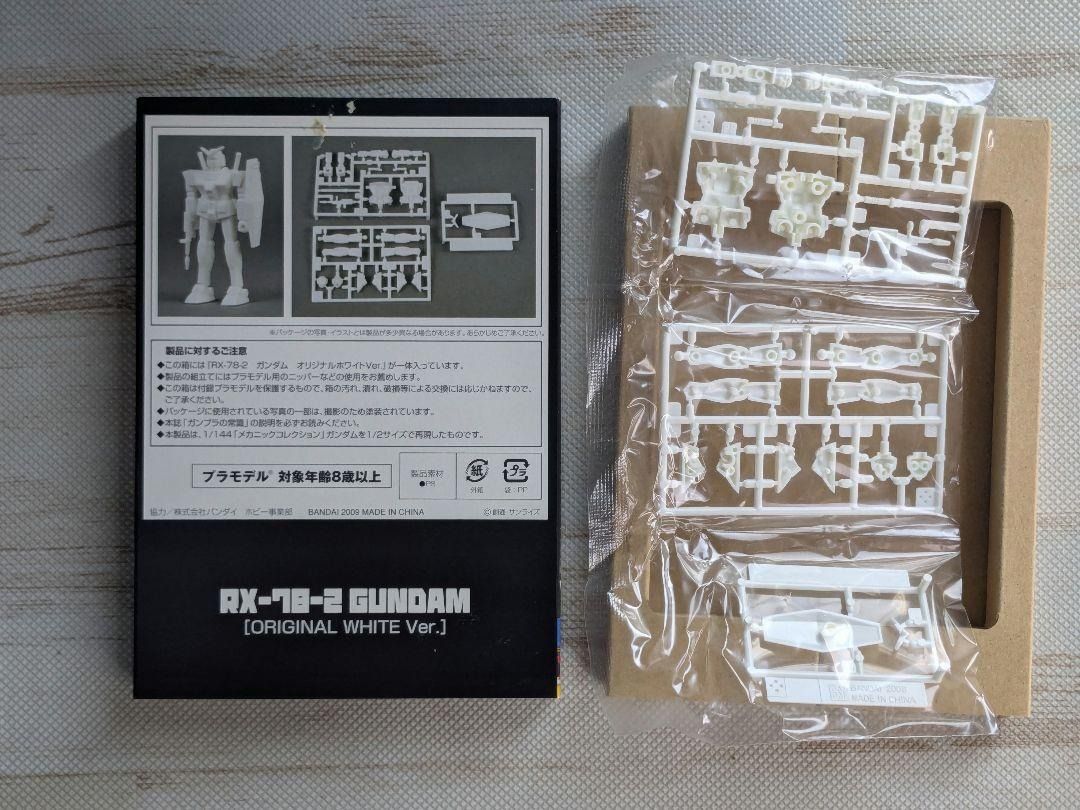 ※パッケージの写真・イラストとは製品が多少異なる場合があります。あらかじめご了承ください。
製品に対するご注意
◆この箱には『RX-78-2 ガンダム オリジナルホワイトVer.』が一体入っています。
◆製品の組立てにはプラモデル用のニッパーなどの使用をお薦めします。
◆この箱は付録プラモデルを保護するもので、箱の汚れ、潰れ、破損等による交換には応じかねますので、
ご了承ください。
◆パッケージに使用されている写真の一部は、撮影のため塗装されています。
◆本誌「ガンプラの常識」の説明を必ずお読みください。
◆本製品は、1/144「メカニックコレクション」ガンダムを1/2サイズで再現したものです。
プラモデル® 対象年齢8歳以上
製品素材
●PS
紙
外箱
プラ
袋:PP
協力/株式会社バンダイ ホビー事業部 BANDAI 2009 MADE IN CHINA ©創通・サンライズ
RX-78-2 GUNDAM
[ORIGINAL WHITE Ver.]
BANDAI 2009
MADE IN CHINA